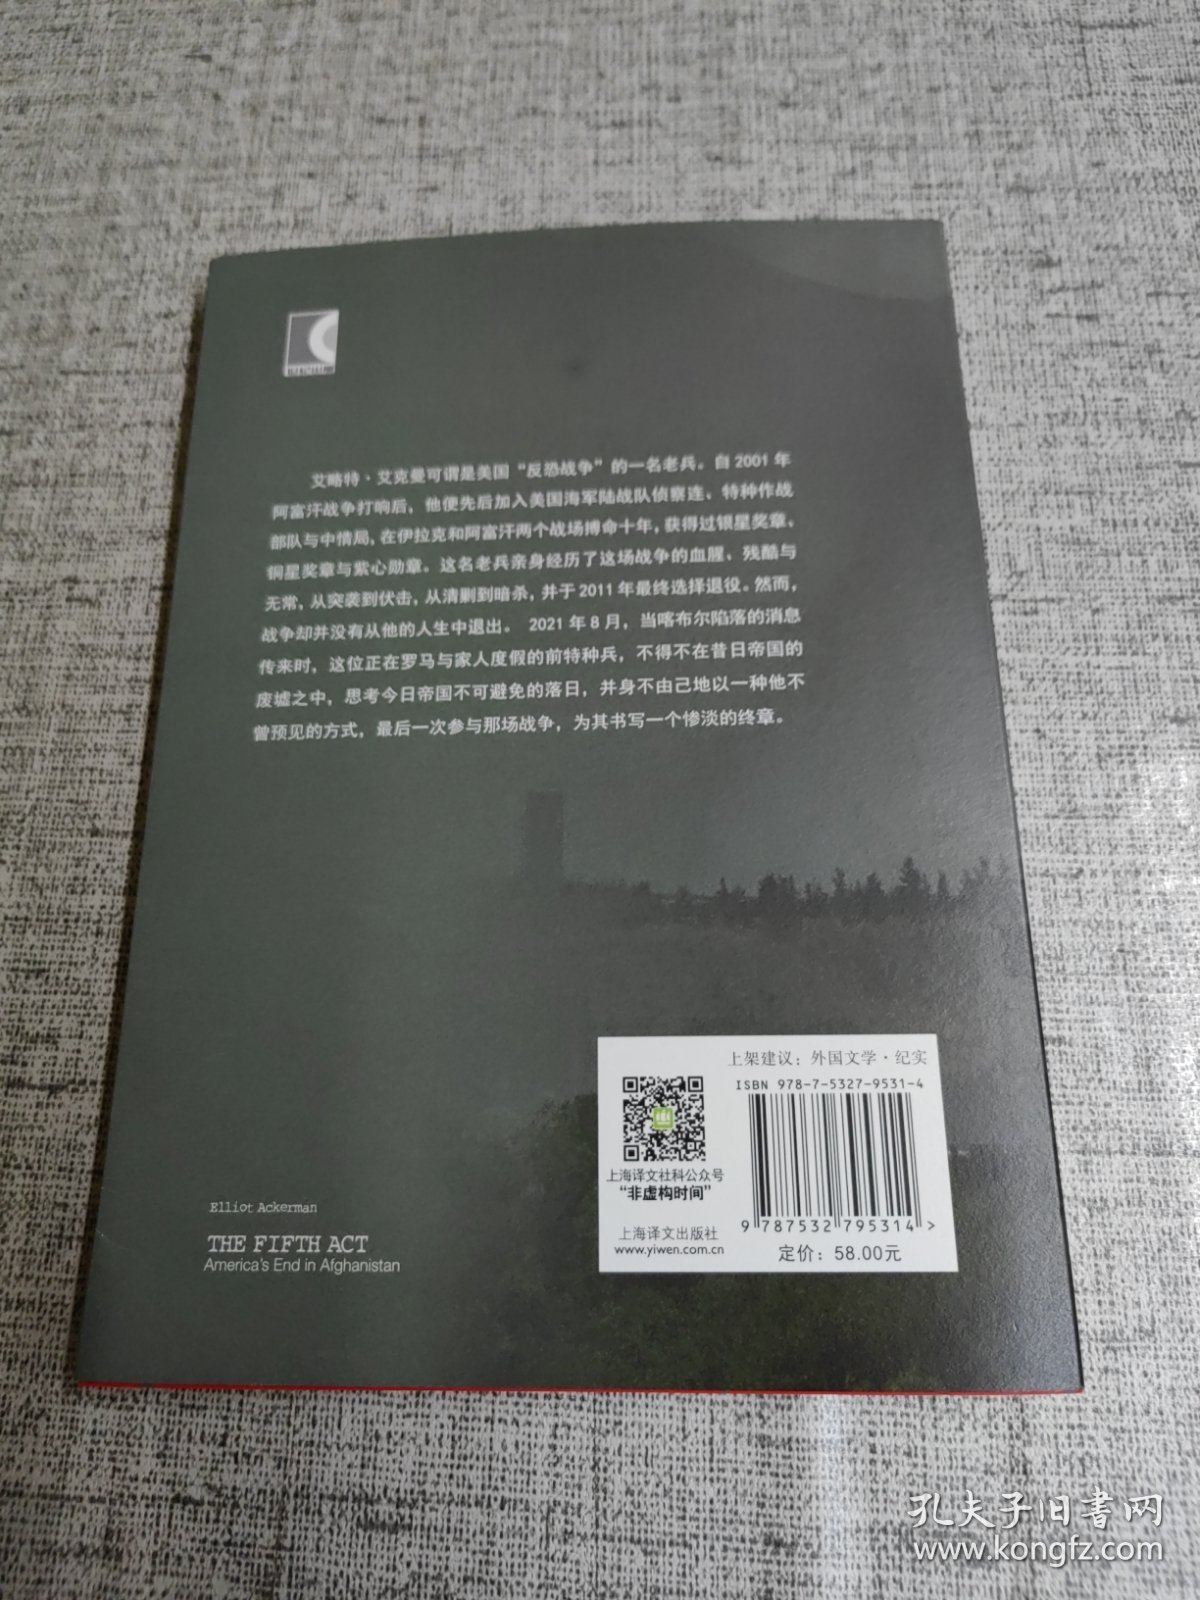 艾略特·艾克曼可谓是美国“反恐战争”的一名老兵。自2001年
阿富汗战争打响后，他便先后加入美国海军陆战队侦察连、特种作战
部队与中情局，在伊拉克和阿富汗两个战场搏命十年，获得过银星奖章、
铜星奖章与紫心勋章。这名老兵亲身经历了这场战争的血腥、残酷与
无常，从突袭到伏击，从清剿到暗杀，并于2011年最终选择退役。然而，
战争却并没有从他的人生中退出。2021年8月，当喀布尔陷落的消息
传来时，这位正在罗马与家人度假的前特种兵，不得不在昔日帝国的
废墟之中，思考今日帝国不可避免的落日，并身不由己地以一种他不
曾预见的方式，最后一次参与那场战争，为其书写一个惨淡的终章。
上架建议：外国文学·纪实
ISBN 978-7-5327-9531-4
上海译文社科公众号
“非虚构时间”
9 787532 795314 >
上海译文出版社
www.yiwen.com.cn
定价：58.00元
Elliot Ackerman
THE FIFTH ACT
America's End in Afghanistan
孔夫子旧书网
www.kongfz.com